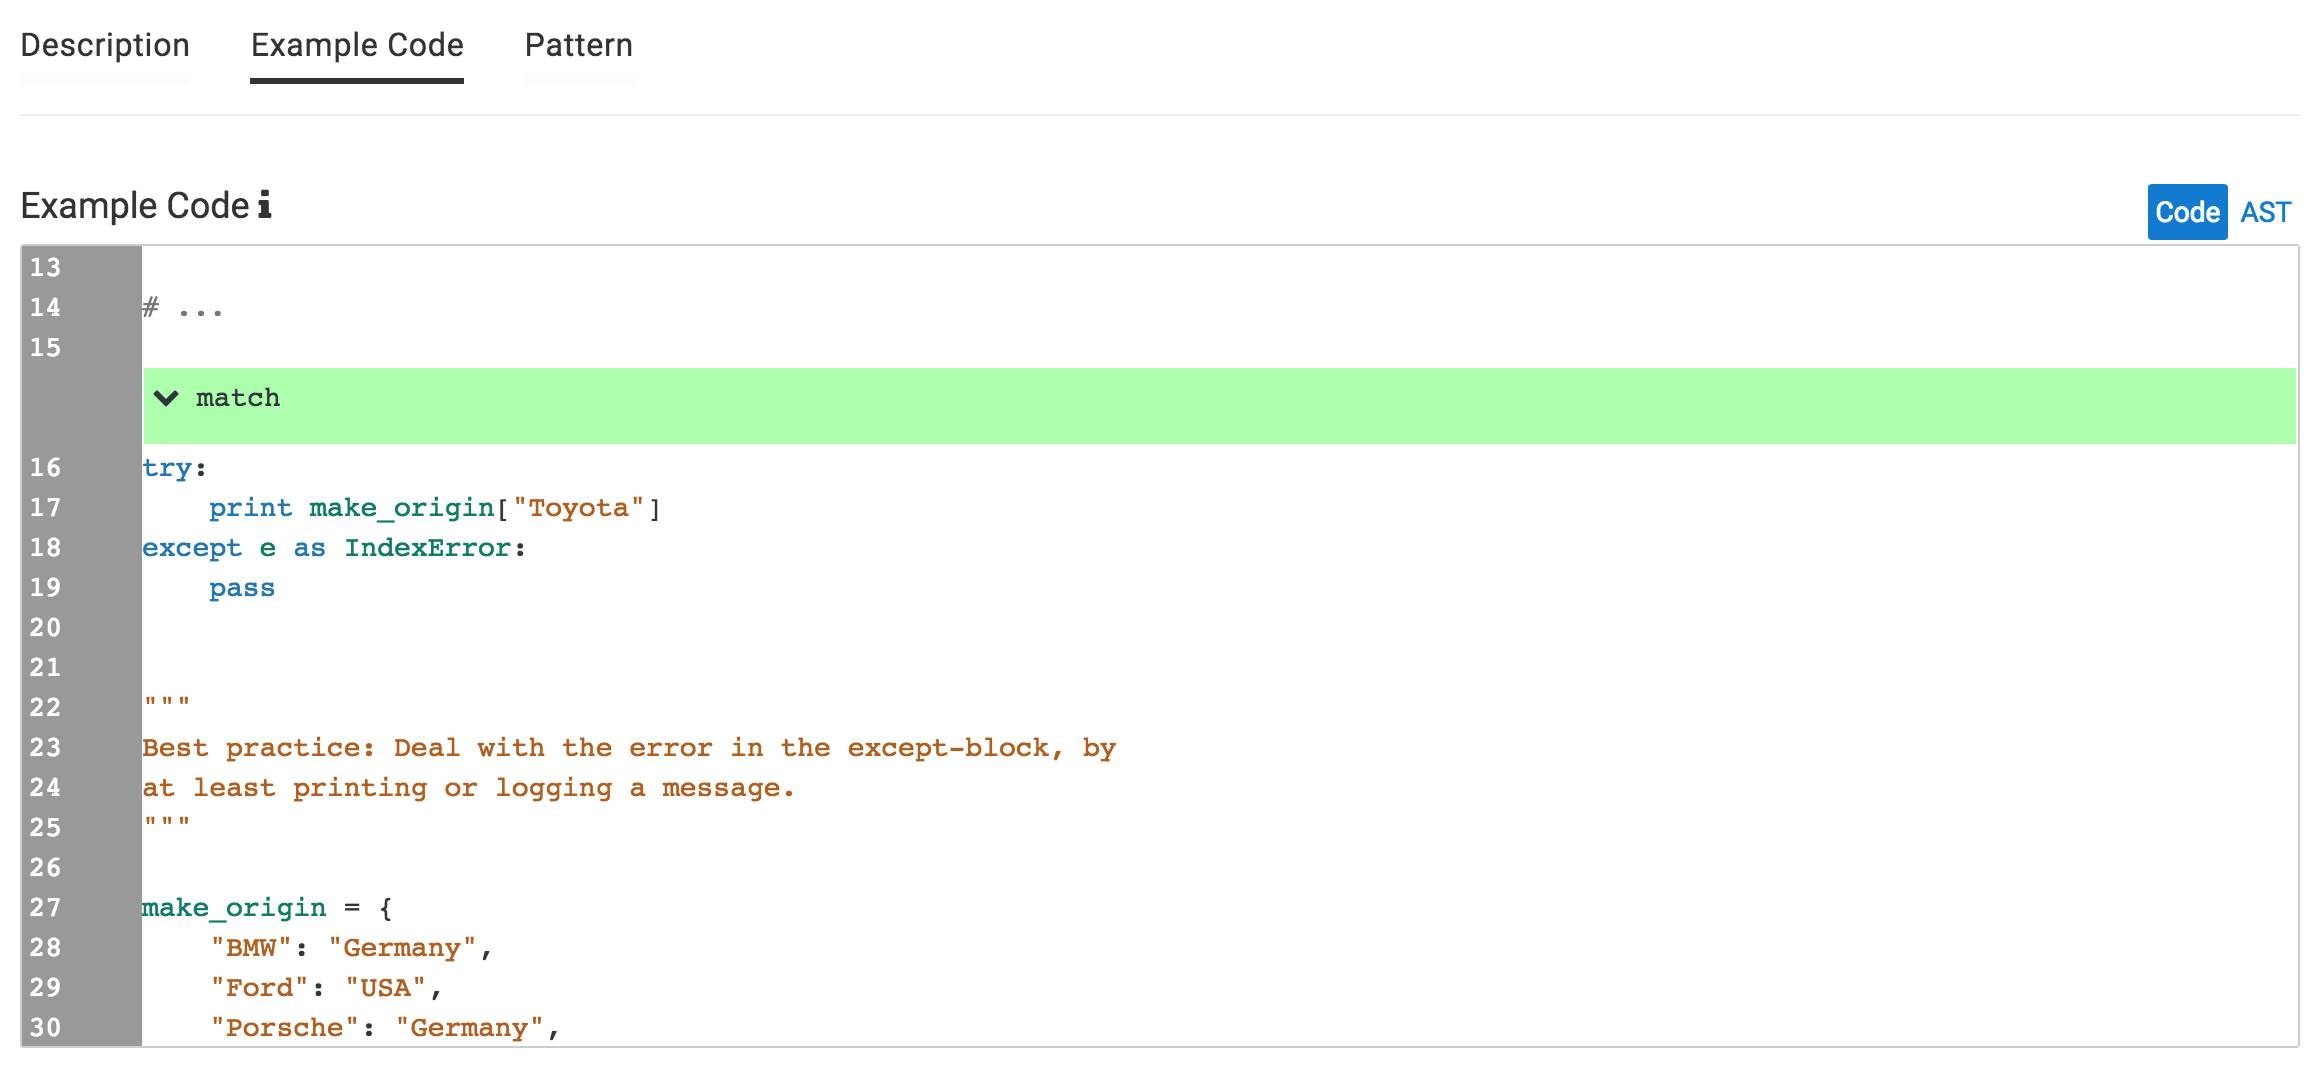 Description Example Code Pattern
Example Code i
Code AST
13
14 # ...
15
match
16 try:
17     print make_origin["Toyota"]
18 except e as IndexError:
19     pass
20
21
22 """
23 Best practice: Deal with the error in the except-block, by
24 at least printing or logging a message.
25 """
26
27 make_origin = {
28     "BMW": "Germany",
29     "Ford": "USA",
30     "Porsche": "Germany",